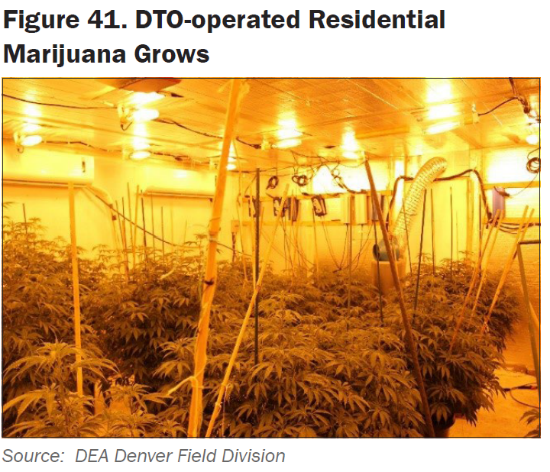 Figure 41. DTO-operated Residential
Marijuana Grows
Source:  DEA Denver Field Division